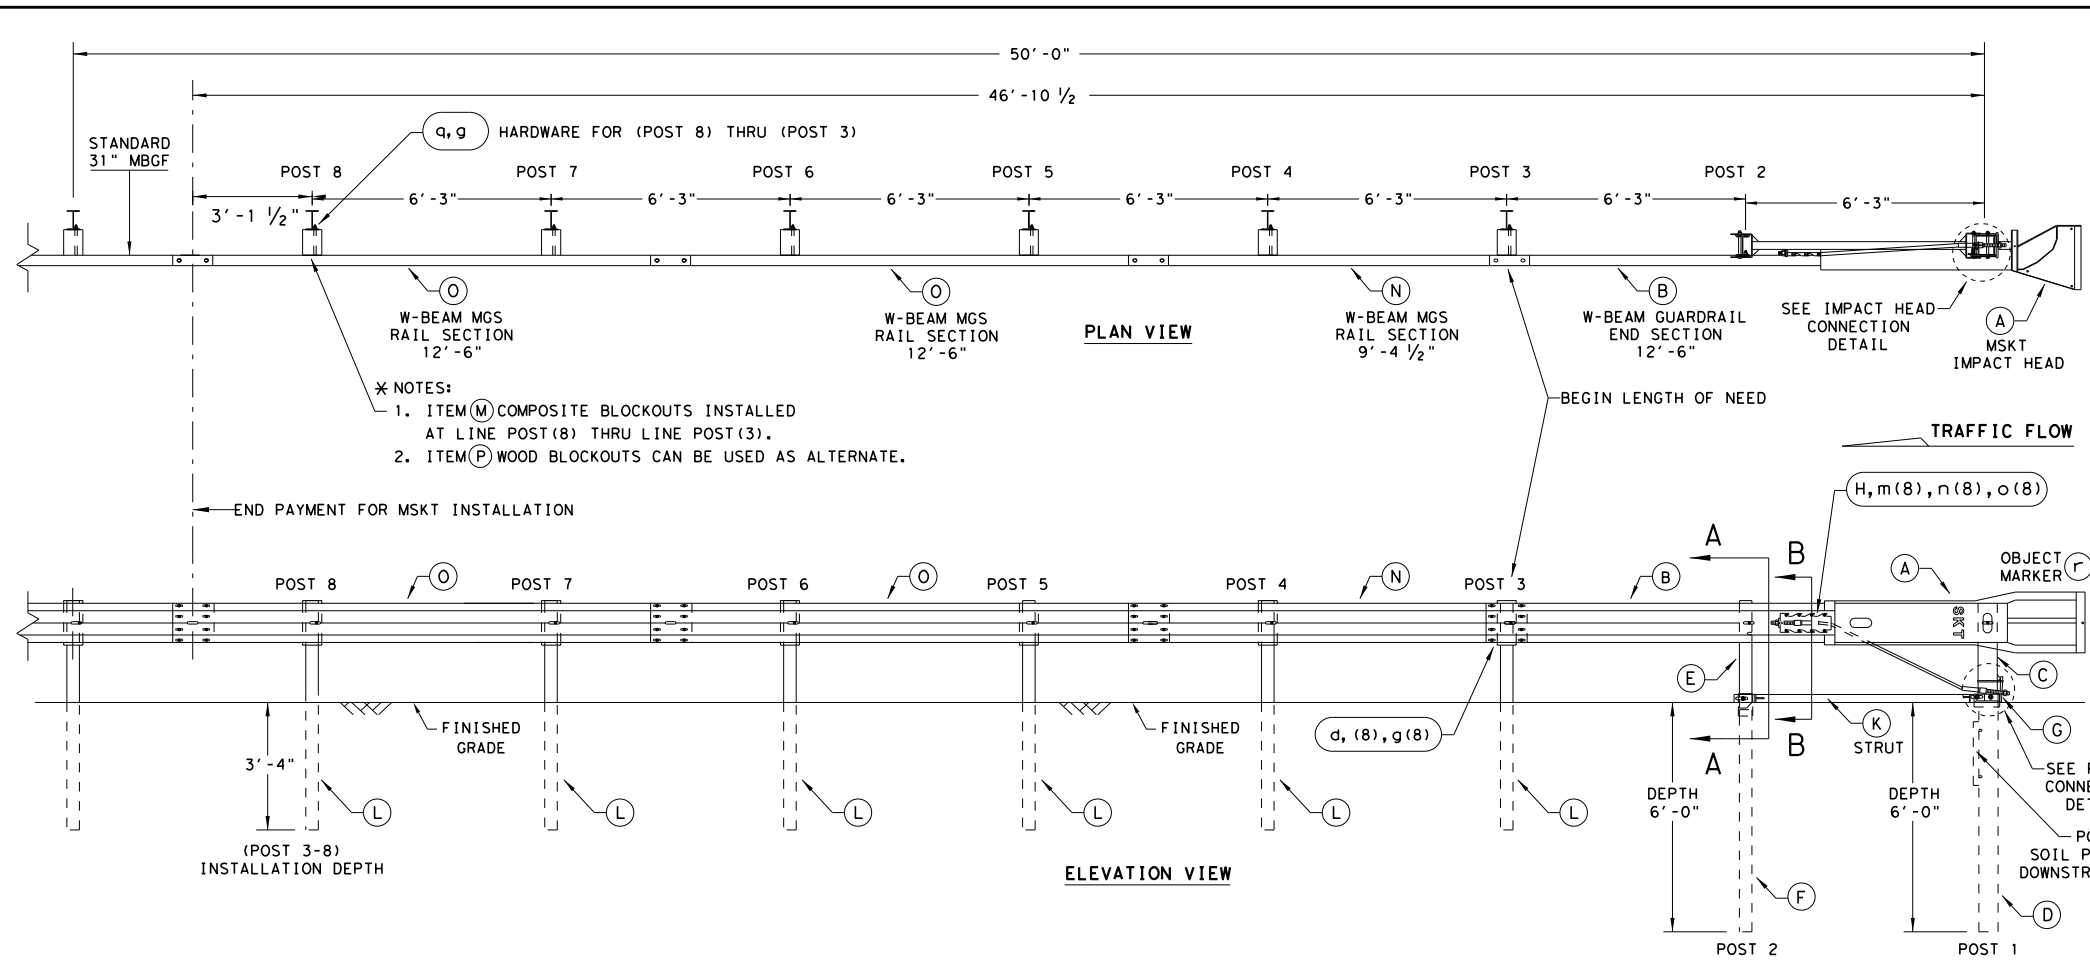 50'-0"
46'-10 1/2
STANDARD
31" MBGF
q,g HARDWARE FOR (POST 8) THRU (POST 3)
POST 8
POST 7
POST 6
POST 5
POST 4
POST 3
POST 2
3'-1 1/2"
6'-3"
6'-3"
6'-3"
6'-3"
6'-3"
6'-3"
6'-3"
O
W-BEAM MGS
RAIL SECTION
12'-6"
O
W-BEAM MGS
RAIL SECTION
12'-6"
PLAN VIEW
N
W-BEAM MGS
RAIL SECTION
9'-4 1/2"
B
W-BEAM GUARDRAIL
END SECTION
12'-6"
SEE IMPACT HEAD
CONNECTION
DETAIL
A
MSKT
IMPACT HEAD
* NOTES:
1. ITEM M COMPOSITE BLOCKOUTS INSTALLED
AT LINE POST(8) THRU LINE POST(3).
2. ITEM P WOOD BLOCKOUTS CAN BE USED AS ALTERNATE.
BEGIN LENGTH OF NEED
TRAFFIC FLOW
END PAYMENT FOR MSKT INSTALLATION
H,m(8),n(8),o(8)
A
B
OBJECT
MARKER r
POST 8
O
POST 7
POST 6
O
POST 5
POST 4
N
POST 3
B
A
SKT
E
C
FINISHED
GRADE
FINISHED
GRADE
d,(8),g(8)
A
B
K
STRUT
G
3'-4"
L
L
L
L
L
L
DEPTH
6'-0"
DEPTH
6'-0"
SEE
CONNE
DET
(POST 3-8)
INSTALLATION DEPTH
ELEVATION VIEW
PO
SOIL P
DOWNSTR
F
D
POST 2
POST 1